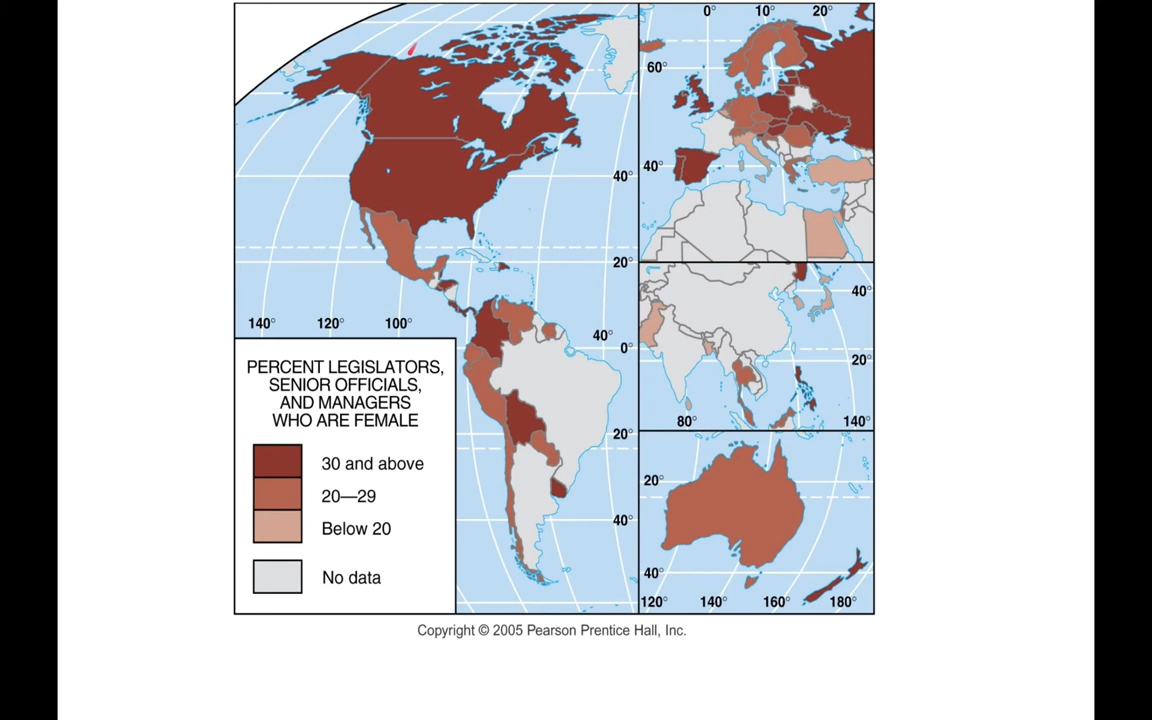 0° 10° 20°
60°
40°
40°
20°
140° 120° 100°
40°
0°
20°
40°
40°
20°
80° 140°
20°
40°
120° 140° 160° 180°
PERCENT LEGISLATORS,
SENIOR OFFICIALS,
AND MANAGERS
WHO ARE FEMALE
30 and above
20—29
Below 20
No data
Copyright © 2005 Pearson Prentice Hall, Inc.